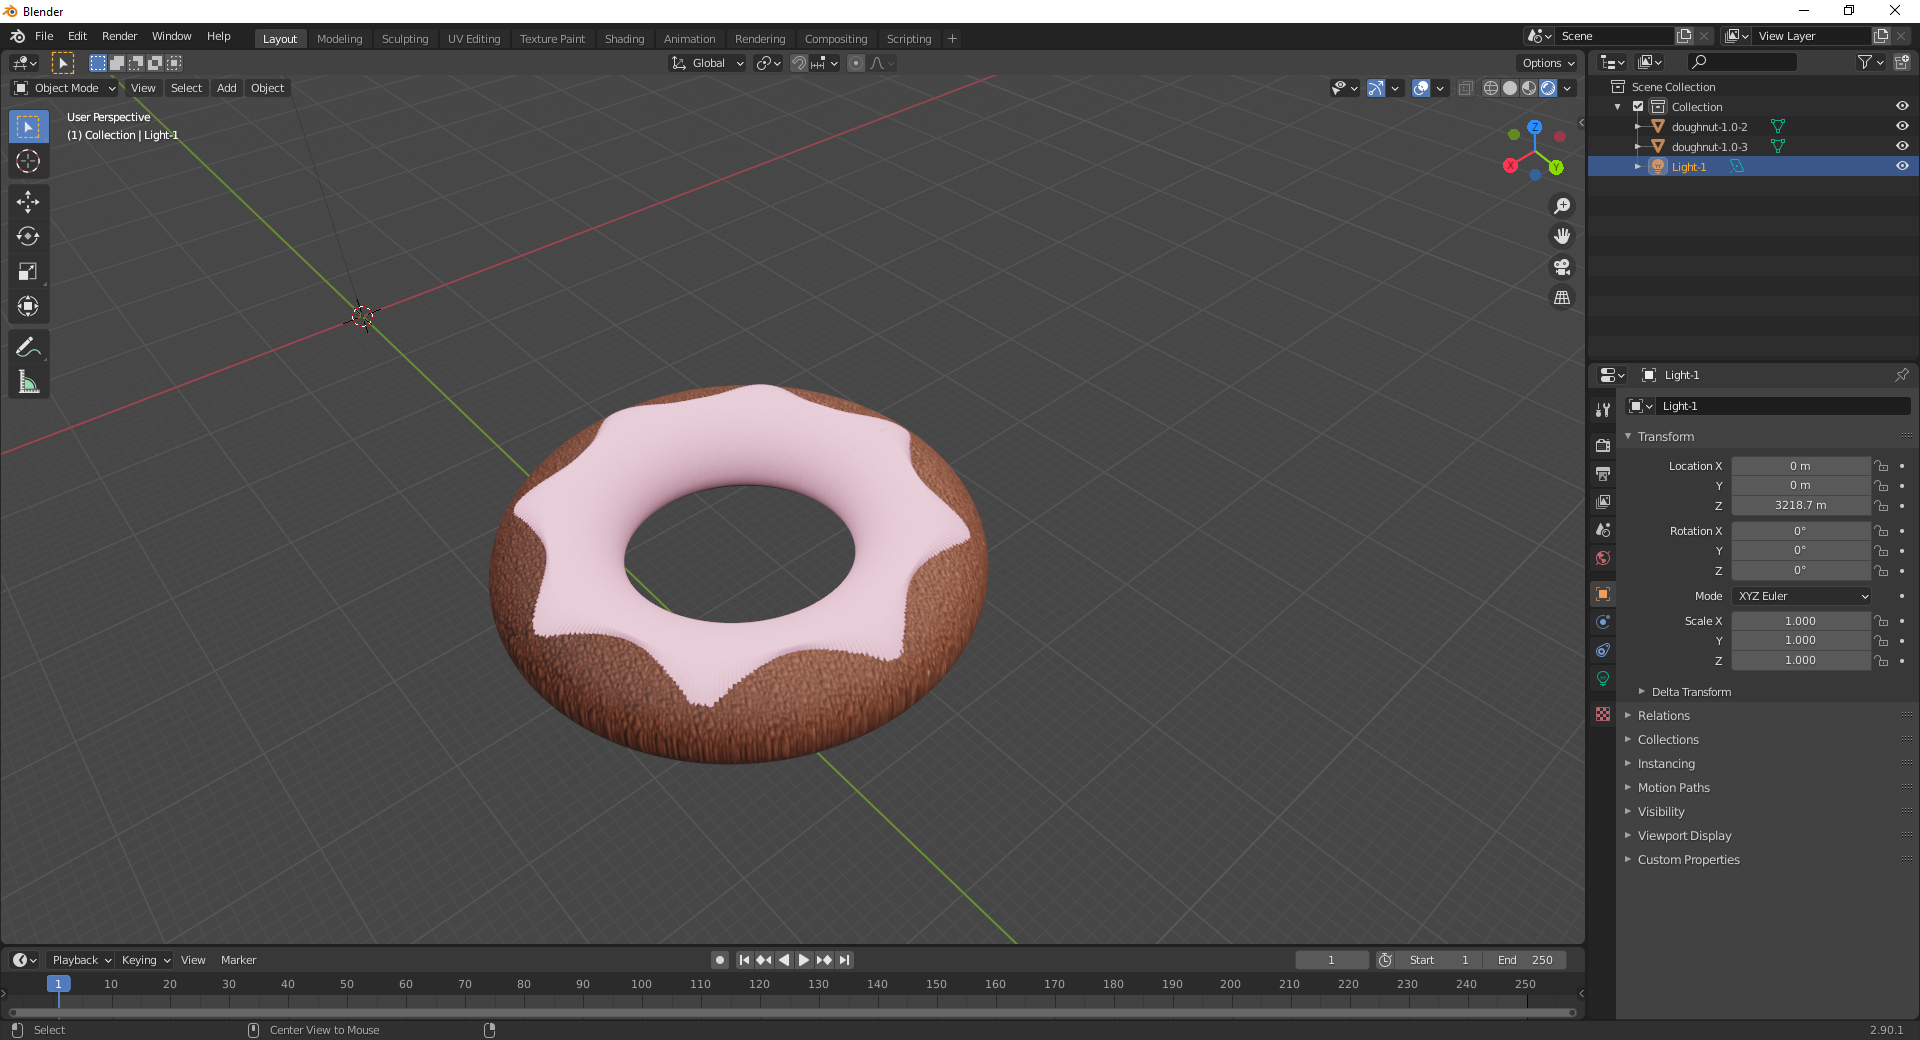 Blender
File Edit Render Window Help Layout Modeling Sculpting UV Editing Texture Paint Shading Animation Rendering Compositing Scripting + Scene View Layer
Global Options
Object Mode View Select Add Object
User Perspective
(1) Collection | Light-1
Z
X
Y
Scene Collection
Collection
doughnut-1.0-2
doughnut-1.0-3
Light-1
Light-1
Light-1
Transform
Location X 0 m
Y 0 m
Z 3218.7 m
Rotation X 0°
Y 0°
Z 0°
Mode XYZ Euler
Scale X 1.000
Y 1.000
Z 1.000
Delta Transform
Relations
Collections
Instancing
Motion Paths
Visibility
Viewport Display
Custom Properties
Playback Keying View Marker 1 Start 1 End 250
1 10 20 30 40 50 60 70 80 90 100 110 120 130 140 150 160 170 180 190 200 210 220 230 240 250
Select Center View to Mouse 2.90.1